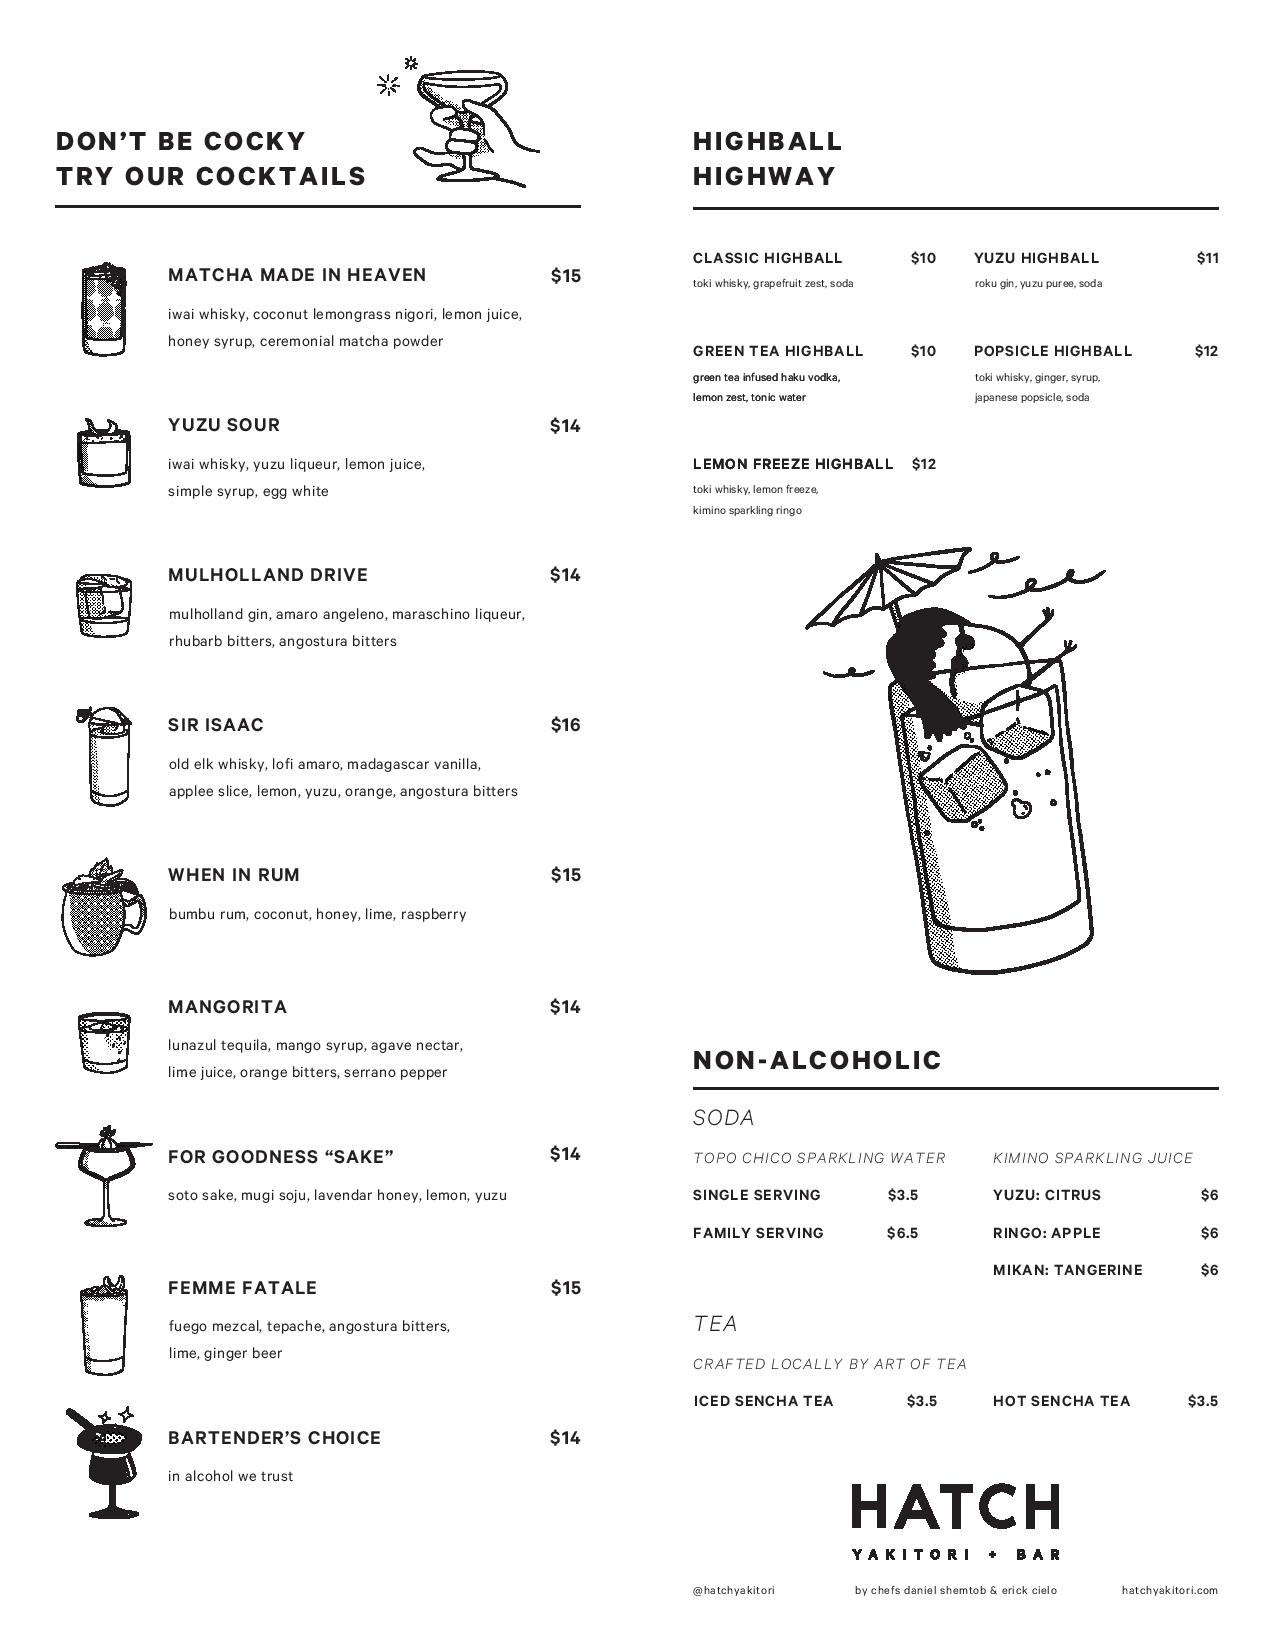 DON'T BE COCKY
TRY OUR COCKTAILS
MATCHA MADE IN HEAVEN $15
iwai whisky, coconut lemongrass nigori, lemon juice,
honey syrup, ceremonial matcha powder
YUZU SOUR $14
iwai whisky, yuzu liqueur, lemon juice,
simple syrup, egg white
MULHOLLAND DRIVE $14
mulholland gin, amaro angeleno, maraschino liqueur,
rhubarb bitters, angostura bitters
SIR ISAAC $16
old elk whisky, lofi amaro, madagascar vanilla,
applee slice, lemon, yuzu, orange, angostura bitters
WHEN IN RUM $15
bumbu rum, coconut, honey, lime, raspberry
MANGORITA $14
lunazul tequila, mango syrup, agave nectar,
lime juice, orange bitters, serrano pepper
FOR GOODNESS “SAKE” $14
soto sake, mugi soju, lavendar honey, lemon, yuzu
FEMME FATALE $15
fuego mezcal, tepache, angostura bitters,
lime, ginger beer
BARTENDER'S CHOICE $14
in alcohol we trust
HIGHBALL
HIGHWAY
CLASSIC HIGHBALL $10
toki whisky, grapefruit zest, soda
YUZU HIGHBALL $11
roku gin, yuzu puree, soda
GREEN TEA HIGHBALL $10
green tea infused haku vodka,
lemon zest, tonic water
POPSICLE HIGHBALL $12
toki whisky, ginger, syrup,
japanese popsicle, soda
LEMON FREEZE HIGHBALL $12
toki whisky, lemon freeze,
kimino sparkling ringo
NON-ALCOHOLIC
SODA
TOPO CHICO SPARKLING WATER
SINGLE SERVING $3.5
FAMILY SERVING $6.5
KIMINO SPARKLING JUICE
YUZU: CITRUS $6
RINGO: APPLE $6
MIKAN: TANGERINE $6
TEA
CRAFTED LOCALLY BY ART OF TEA
ICED SENCHA TEA $3.5
HOT SENCHA TEA $3.5
HATCH
YAKITORI + BAR
@hatchyakitori by chefs daniel shemtob & erick cielo hatchyakitori.com